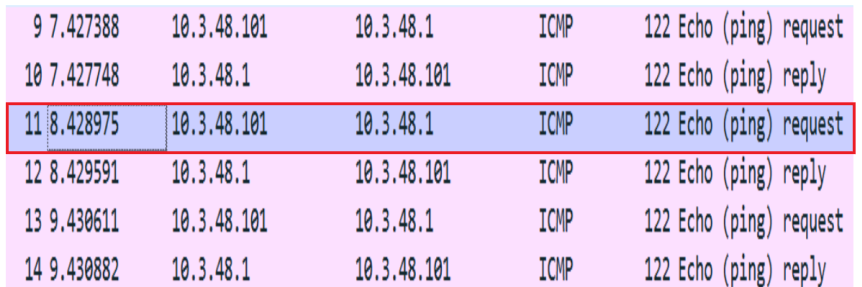 9 7.427388 10.3.48.101 10.3.48.1 ICMP 122 Echo (ping) request
10 7.427748 10.3.48.1 10.3.48.101 ICMP 122 Echo (ping) reply
11 8.428975 10.3.48.101 10.3.48.1 ICMP 122 Echo (ping) request
12 8.429591 10.3.48.1 10.3.48.101 ICMP 122 Echo (ping) reply
13 9.430611 10.3.48.101 10.3.48.1 ICMP 122 Echo (ping) request
14 9.430882 10.3.48.1 10.3.48.101 ICMP 122 Echo (ping) reply